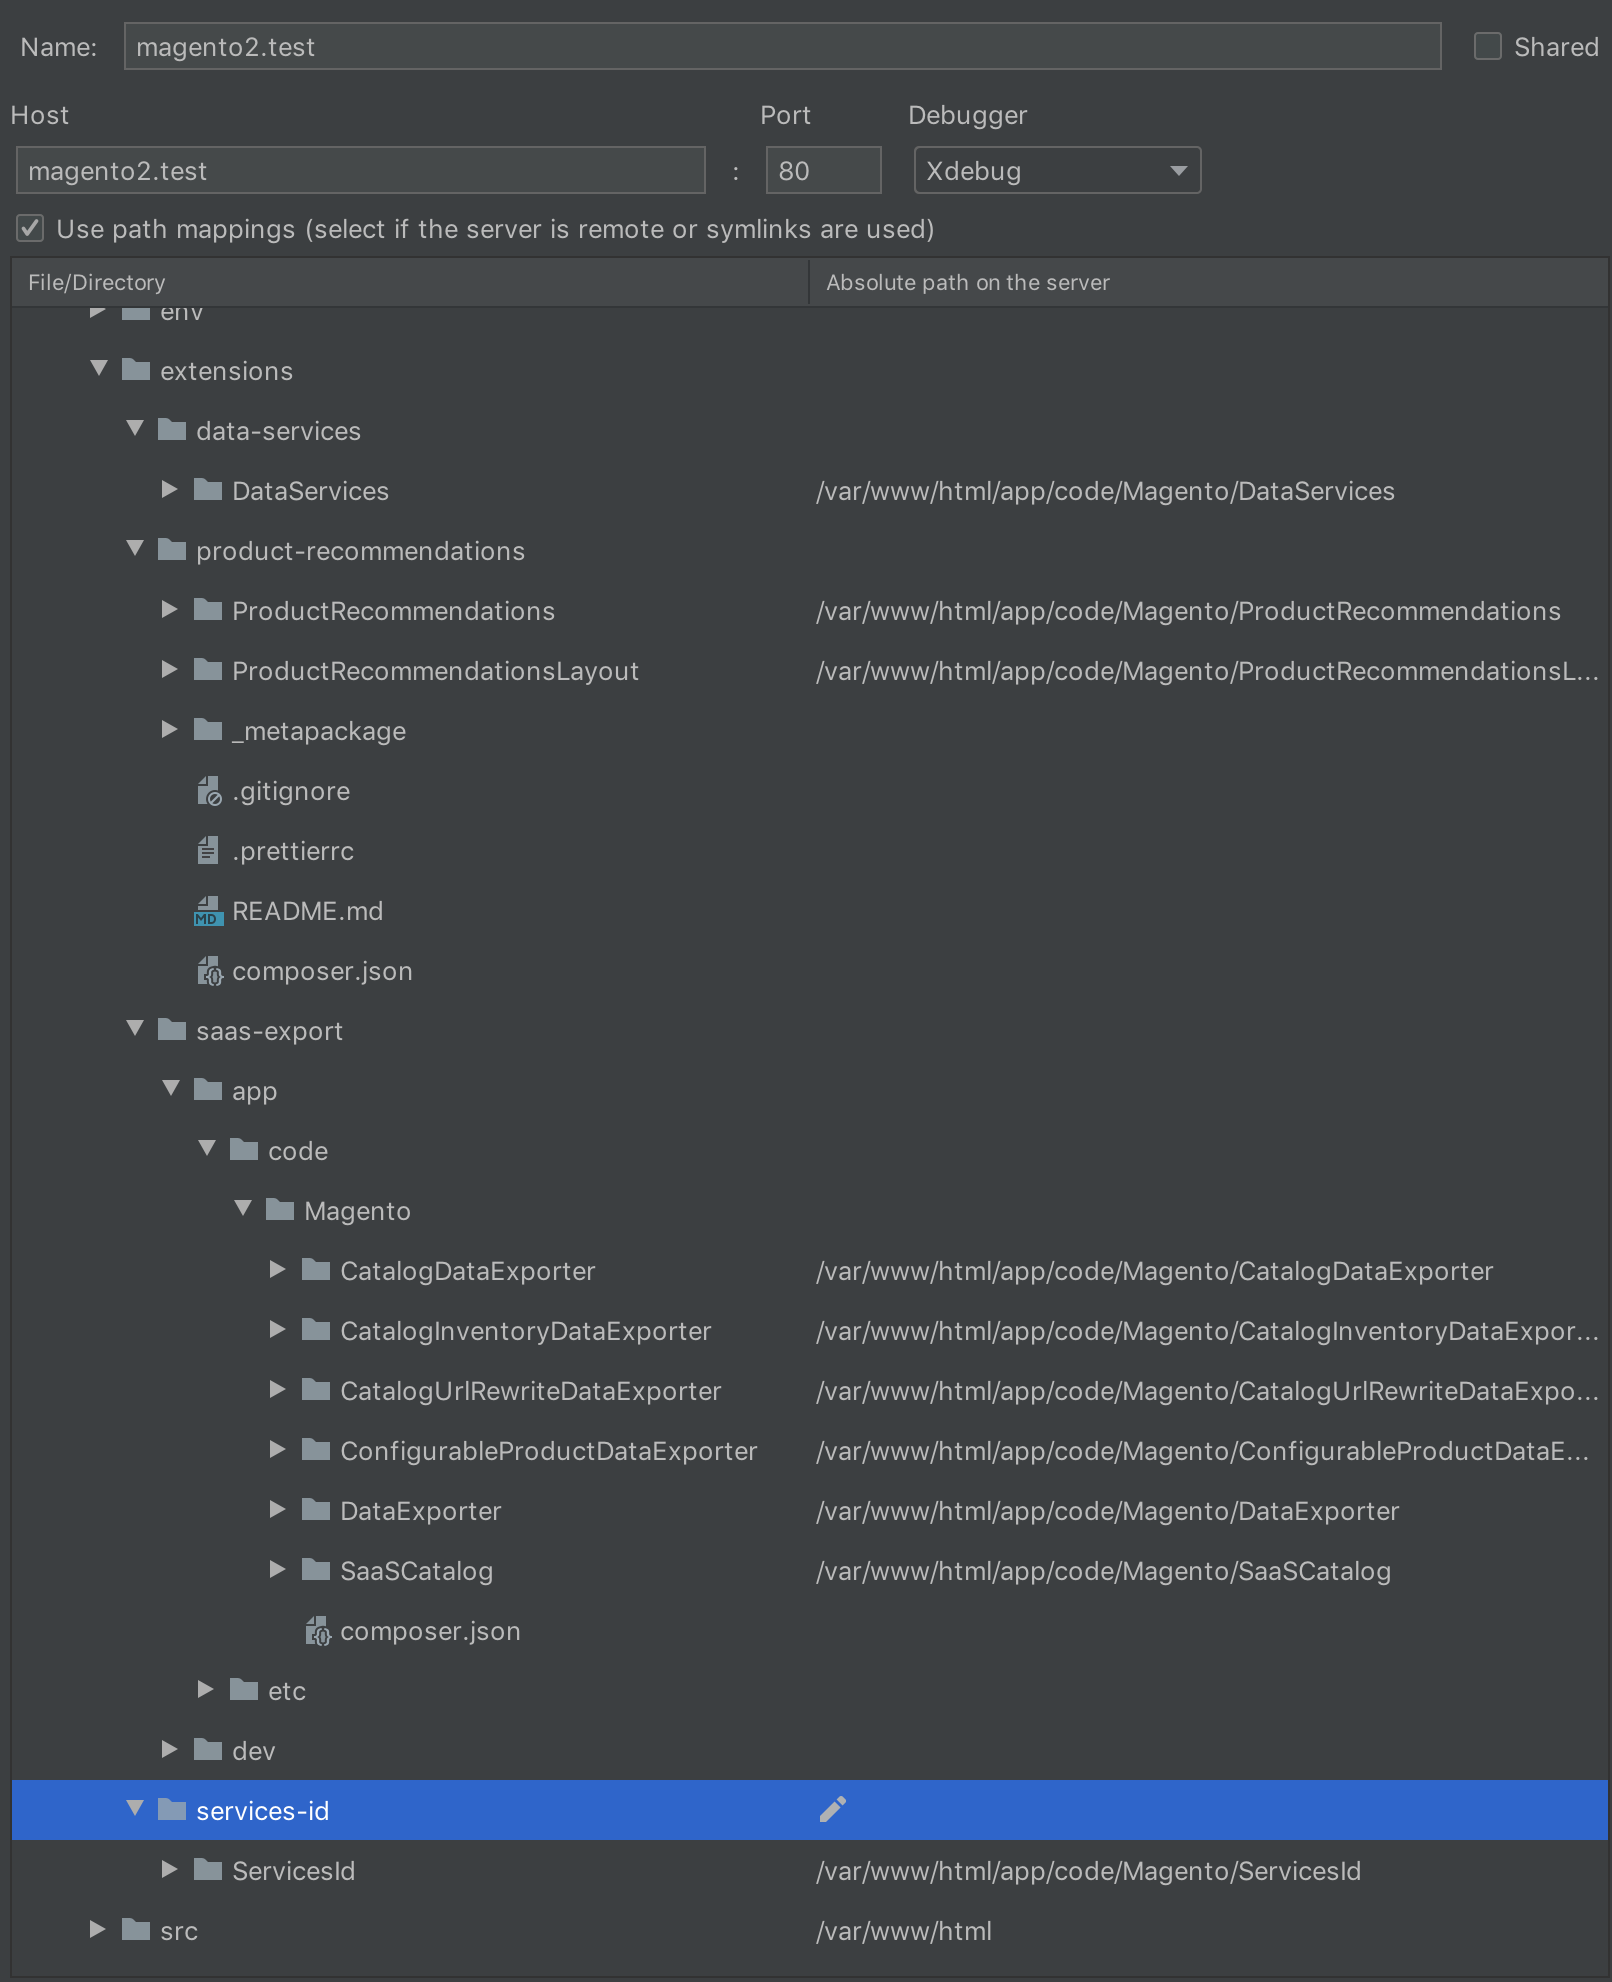 Name: magento2.test Shared
Host Port Debugger
magento2.test : 80 Xdebug
Use path mappings (select if the server is remote or symlinks are used)
File/Directory Absolute path on the server
env
extensions
data-services
DataServices /var/www/html/app/code/Magento/DataServices
product-recommendations
ProductRecommendations /var/www/html/app/code/Magento/ProductRecommendations
ProductRecommendationsLayout /var/www/html/app/code/Magento/ProductRecommendationsL...
_metapackage
.gitignore
.prettierrc
MD README.md
composer.json
saas-export
app
code
Magento
CatalogDataExporter /var/www/html/app/code/Magento/CatalogDataExporter
CatalogInventoryDataExporter /var/www/html/app/code/Magento/CatalogInventoryDataExpor...
CatalogUrlRewriteDataExporter /var/www/html/app/code/Magento/CatalogUrlRewriteDataExpo...
ConfigurableProductDataExporter /var/www/html/app/code/Magento/ConfigurableProductDataE...
DataExporter /var/www/html/app/code/Magento/DataExporter
SaaSCatalog /var/www/html/app/code/Magento/SaaSCatalog
composer.json
etc
dev
services-id
ServicesId /var/www/html/app/code/Magento/ServicesId
src /var/www/html